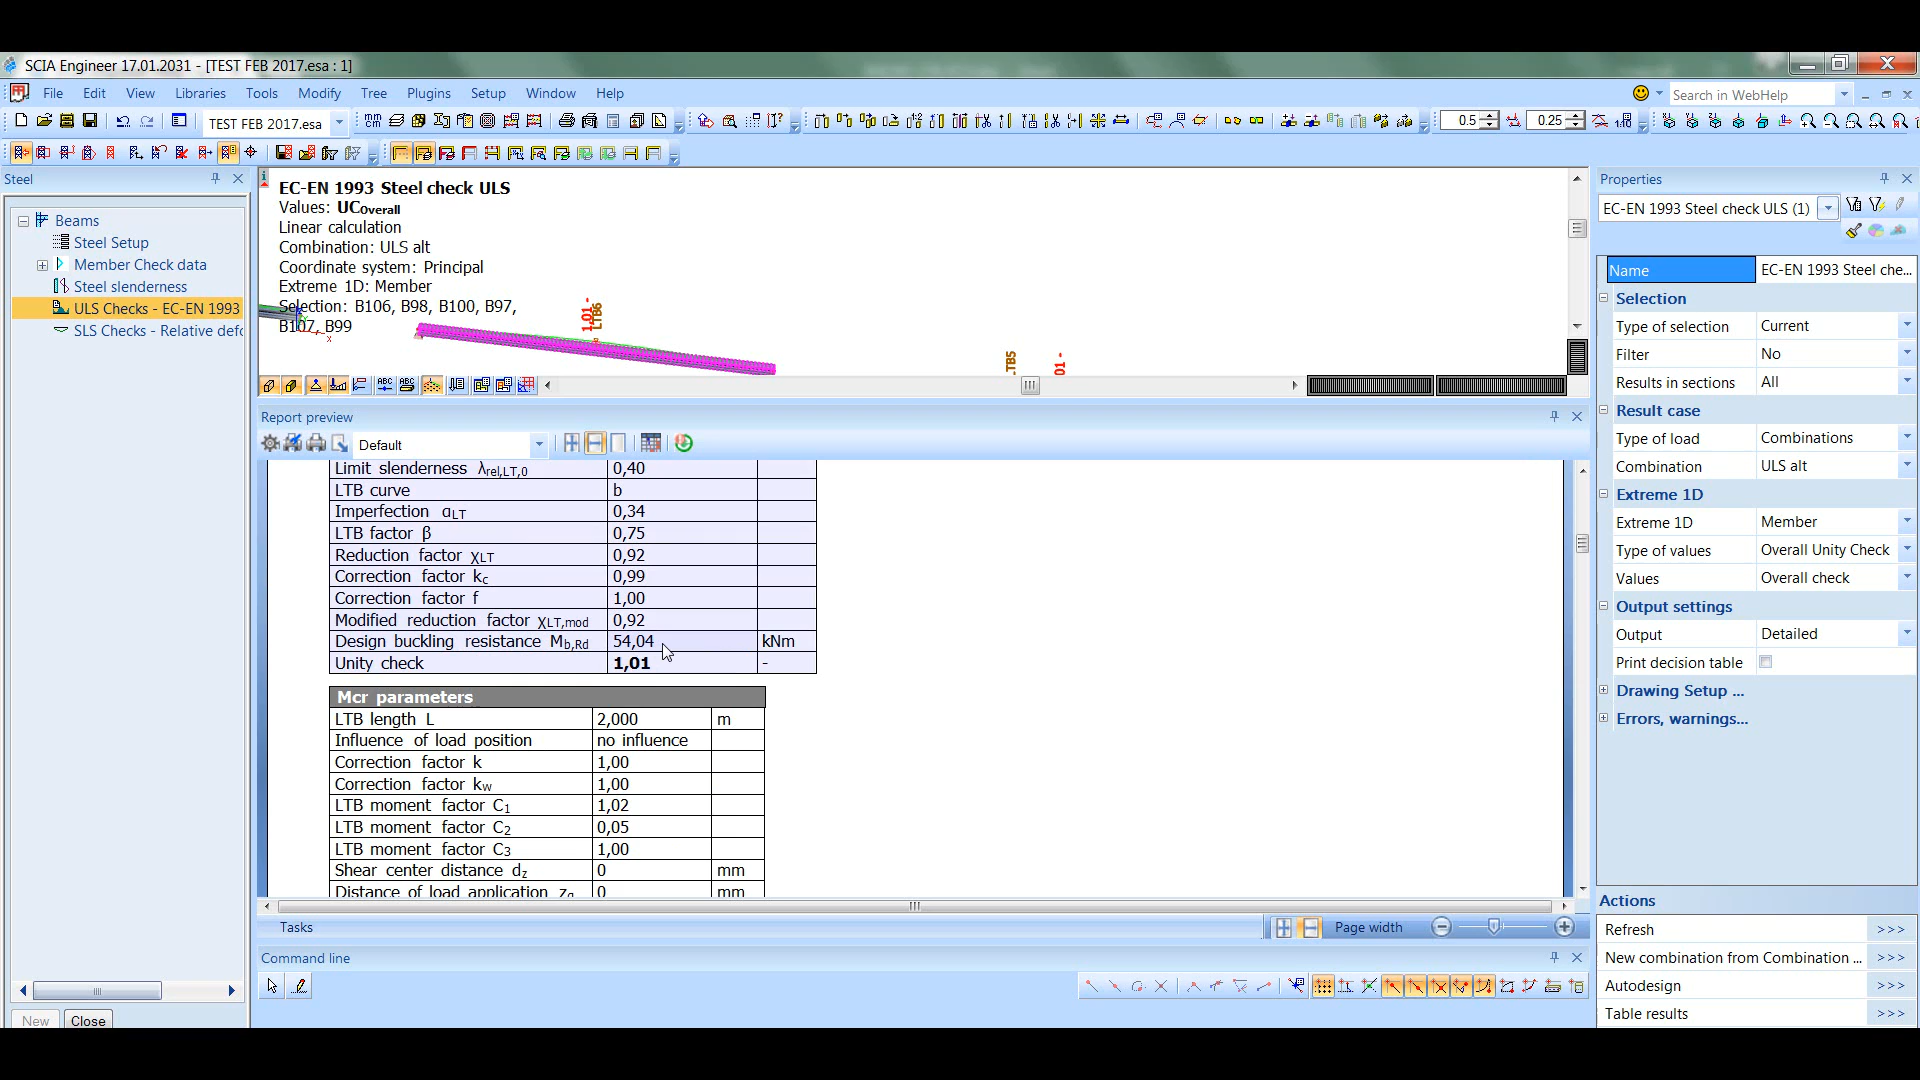 SCIA Engineer 17.01.2031 - [TEST FEB 2017.esa : 1]
File Edit View Libraries Tools Modify Tree Plugins Setup Window Help
Search in WebHelp
TEST FEB 2017.esa
0.5
0.25
Steel
Beams
Steel Setup
Member Check data
Steel slenderness
ULS Checks - EC-EN 1993
SLS Checks - Relative defo
New
Close
EC-EN 1993 Steel check ULS
Values: UCOverall
Linear calculation
Combination: ULS alt
Coordinate system: Principal
Extreme 1D: Member
Selection: B106, B98, B100, B97,
B107, B99
1,01 -
LTB6
x
Report preview
Default
Limit slenderness λrel,LT,0 0,40
LTB curve b
Imperfection αLT 0,34
LTB factor β 0,75
Reduction factor χLT 0,92
Correction factor kc 0,99
Correction factor f 1,00
Modified reduction factor χLT,mod 0,92
Design buckling resistance Mb,Rd 54,04 kNm
Unity check 1,01 -
Mcr parameters
LTB length L 2,000 m
Influence of load position no influence
Correction factor k 1,00
Correction factor kw 1,00
LTB moment factor C1 1,02
LTB moment factor C2 0,05
LTB moment factor C3 1,00
Shear center distance dz 0 mm
Distance of load application zg 0 mm
Tasks
Page width
Command line
Properties
EC-EN 1993 Steel check ULS (1)
Name EC-EN 1993 Steel che...
Selection
Type of selection Current
Filter No
Results in sections All
Result case
Type of load Combinations
Combination ULS alt
Extreme 1D
Extreme 1D Member
Type of values Overall Unity Check
Values Overall check
Output settings
Output Detailed
Print decision table
Drawing Setup ...
Errors, warnings...
Actions
Refresh >>>
New combination from Combination ... >>>
Autodesign >>>
Table results >>>